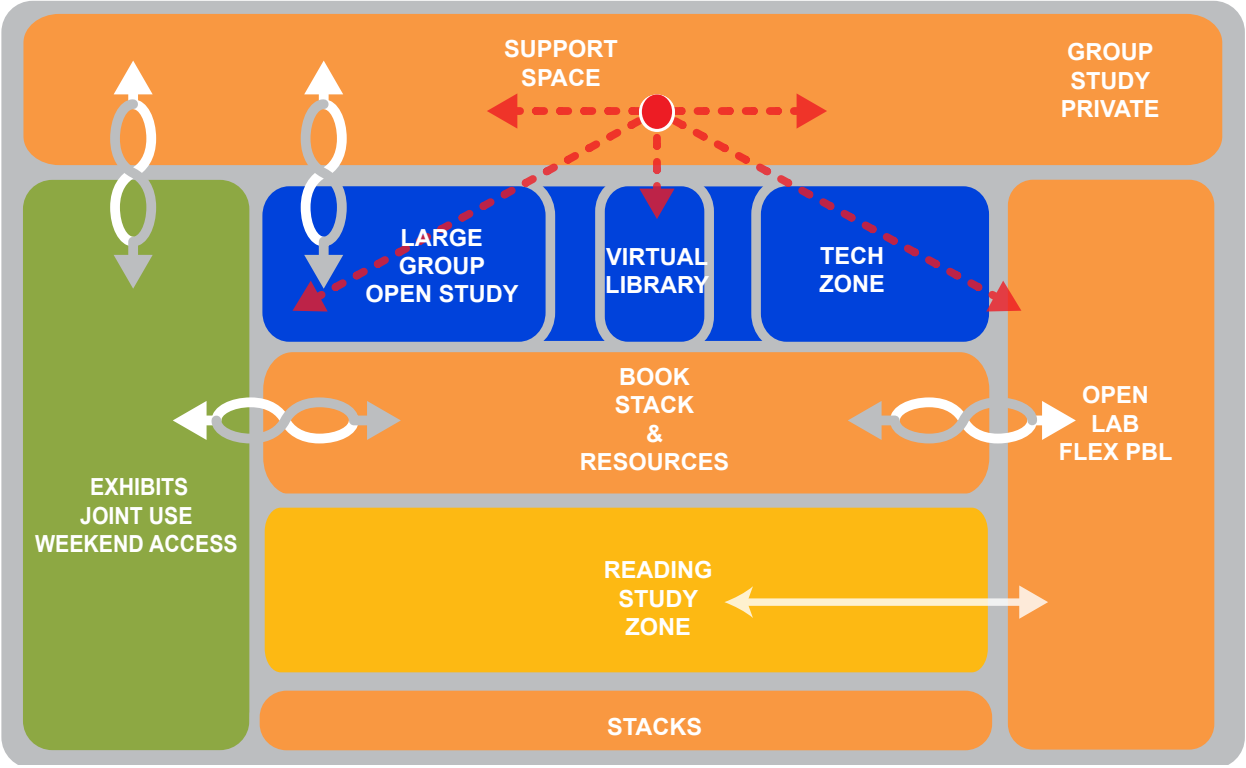 SUPPORT
SPACE
GROUP
STUDY
PRIVATE
LARGE
GROUP
OPEN STUDY
VIRTUAL
LIBRARY
TECH
ZONE
BOOK
STACK
&
RESOURCES
OPEN
LAB
FLEX PBL
EXHIBITS
JOINT USE
WEEKEND ACCESS
READING
STUDY
ZONE
STACKS